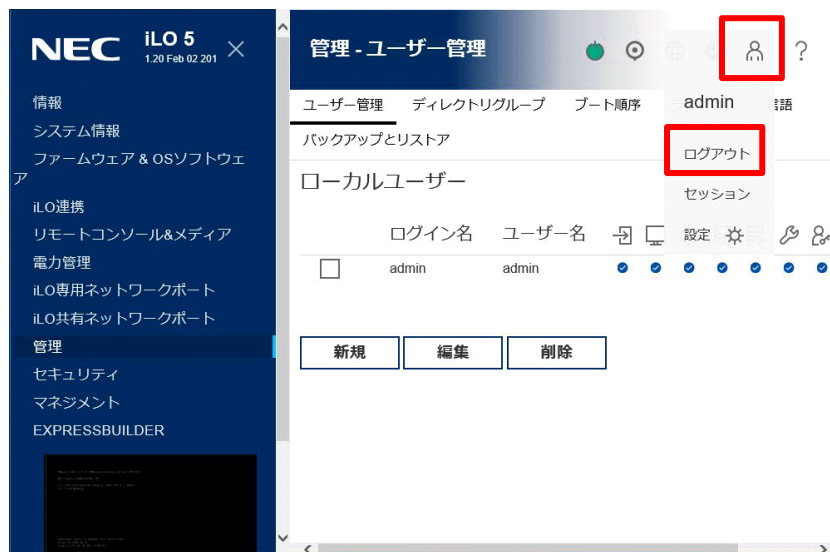 NEC iLO 5
1.20 Feb 02 201
情報
システム情報
ファームウェア & OSソフトウェ
ア
iLO連携
リモートコンソール&メディア
電力管理
iLO専用ネットワークポート
iLO共有ネットワークポート
管理
セキュリティ
マネジメント
EXPRESSBUILDER
管理 - ユーザー管理
?
ユーザー管理 ディレクトリグループ ブート順序 言語
バックアップとリストア
admin
ログアウト
セッション
設定
ローカルユーザー
ログイン名 ユーザー名
admin admin
新規 編集 削除